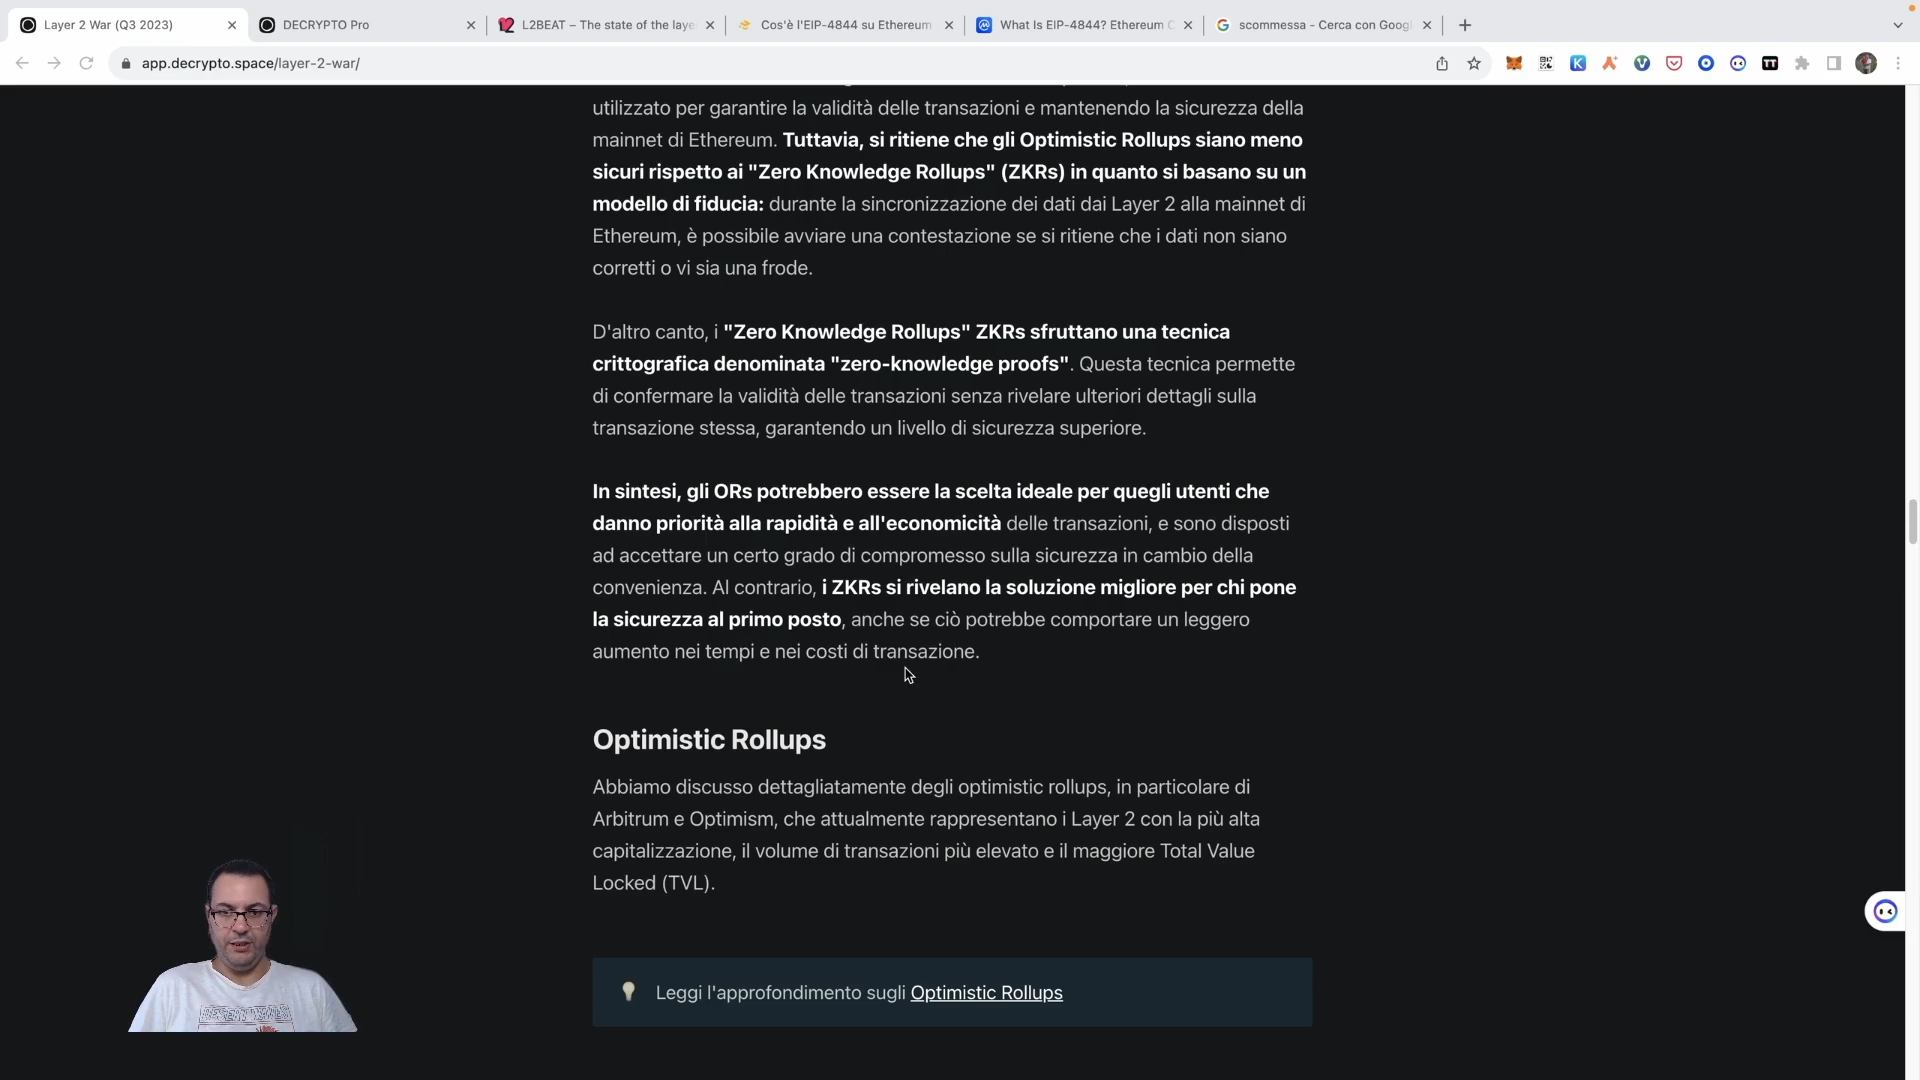 Layer 2 War (Q3 2023)
DECRYPTO Pro
L2BEAT – The state of the laye
Cos'è l'EIP-4844 su Ethereum
What Is EIP-4844? Ethereum C
scommessa - Cerca con Googl
app.decrypto.space/layer-2-war/
utilizzato per garantire la validità delle transazioni e mantenendo la sicurezza della
mainnet di Ethereum. Tuttavia, si ritiene che gli Optimistic Rollups siano meno
sicuri rispetto ai "Zero Knowledge Rollups" (ZKRs) in quanto si basano su un
modello di fiducia: durante la sincronizzazione dei dati dai Layer 2 alla mainnet di
Ethereum, è possibile avviare una contestazione se si ritiene che i dati non siano
corretti o vi sia una frode.
D'altro canto, i "Zero Knowledge Rollups" ZKRs sfruttano una tecnica
crittografica denominata "zero-knowledge proofs". Questa tecnica permette
di confermare la validità delle transazioni senza rivelare ulteriori dettagli sulla
transazione stessa, garantendo un livello di sicurezza superiore.
In sintesi, gli ORs potrebbero essere la scelta ideale per quegli utenti che
danno priorità alla rapidità e all'economicità delle transazioni, e sono disposti
ad accettare un certo grado di compromesso sulla sicurezza in cambio della
convenienza. Al contrario, i ZKRs si rivelano la soluzione migliore per chi pone
la sicurezza al primo posto, anche se ciò potrebbe comportare un leggero
aumento nei tempi e nei costi di transazione.
Optimistic Rollups
Abbiamo discusso dettagliatamente degli optimistic rollups, in particolare di
Arbitrum e Optimism, che attualmente rappresentano i Layer 2 con la più alta
capitalizzazione, il volume di transazioni più elevato e il maggiore Total Value
Locked (TVL).
Leggi l'approfondimento sugli Optimistic Rollups